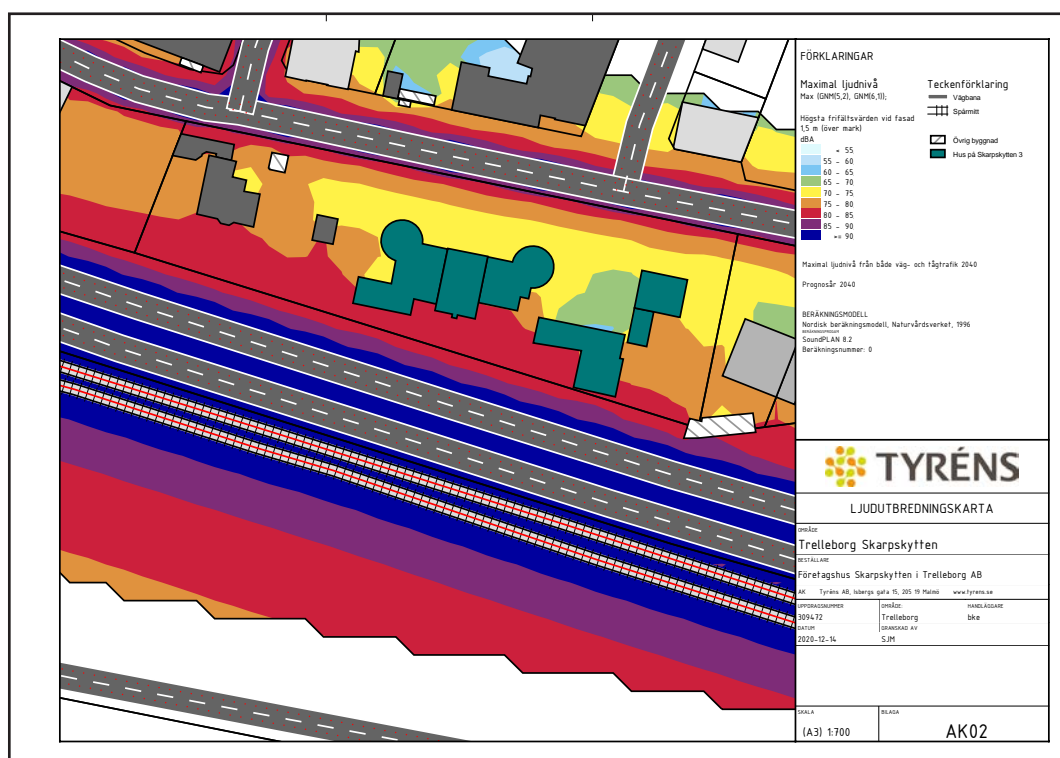 FÖRKLARINGAR
Maximal ljudnivå
Max (GNM(5,2), GNM(6,1));
Högsta frifältsvärden vid fasad
1,5 m (över mark)
dBA
< 55
55 - 60
60 - 65
65 - 70
70 - 75
75 - 80
80 - 85
85 - 90
>= 90
Teckenförklaring
Vägbana
Spårmitt
Övrig byggnad
Hus på Skarpskytten 3
Maximal ljudnivå från både väg- och tågtrafik 2040
Prognosår 2040
BERÄKNINGSMODELL
Nordisk beräkningsmodell, Naturvårdsverket, 1996
BERÄKNINGSPROGRAM
SoundPLAN 8.2
Beräkningsnummer: 0
TYRÉNS
LJUDUTBREDNINGSKARTA
OMRÅDE
Trelleborg Skarpskytten
BESTÄLLARE
Företagshus Skarpskytten i Trelleborg AB
AK Tyréns AB, Isbergs gata 15, 205 19 Malmö www.tyrens.se
UPPDRAGSNUMMER OMRÅDE: HANDLÄGGARE
309472 Trelleborg bke
DATUM GRANSKAD AV
2020-12-14 SJM
SKALA BILAGA
(A3) 1:700 AK02